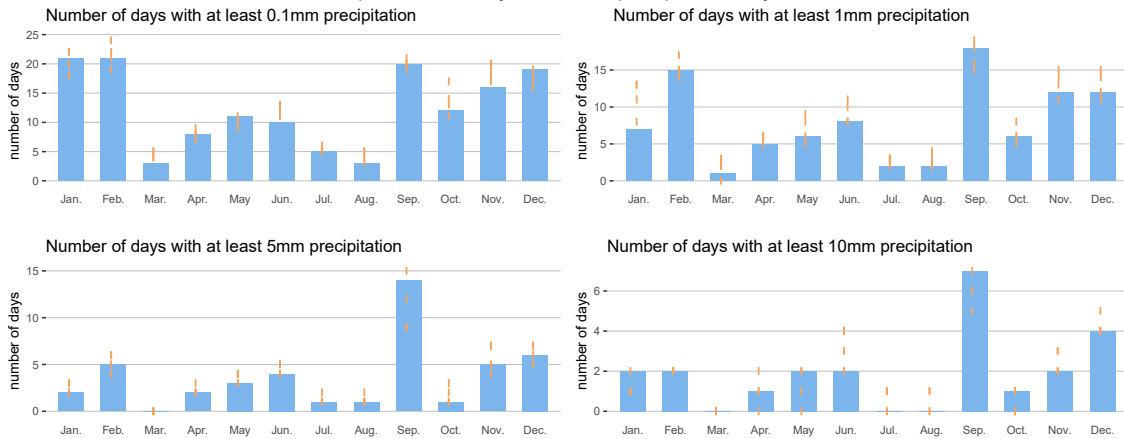 Number of days with at least 0.1mm precipitation
number of days
25
20
15
10
5
0
Jan. Feb. Mar. Apr. May Jun. Jul. Aug. Sep. Oct. Nov. Dec.
Number of days with at least 1mm precipitation
number of days
15
10
5
0
Jan. Feb. Mar. Apr. May Jun. Jul. Aug. Sep. Oct. Nov. Dec.
Number of days with at least 5mm precipitation
number of days
15
10
5
0
Jan. Feb. Mar. Apr. May Jun. Jul. Aug. Sep. Oct. Nov. Dec.
Number of days with at least 10mm precipitation
number of days
6
4
2
0
Jan. Feb. Mar. Apr. May Jun. Jul. Aug. Sep. Oct. Nov. Dec.